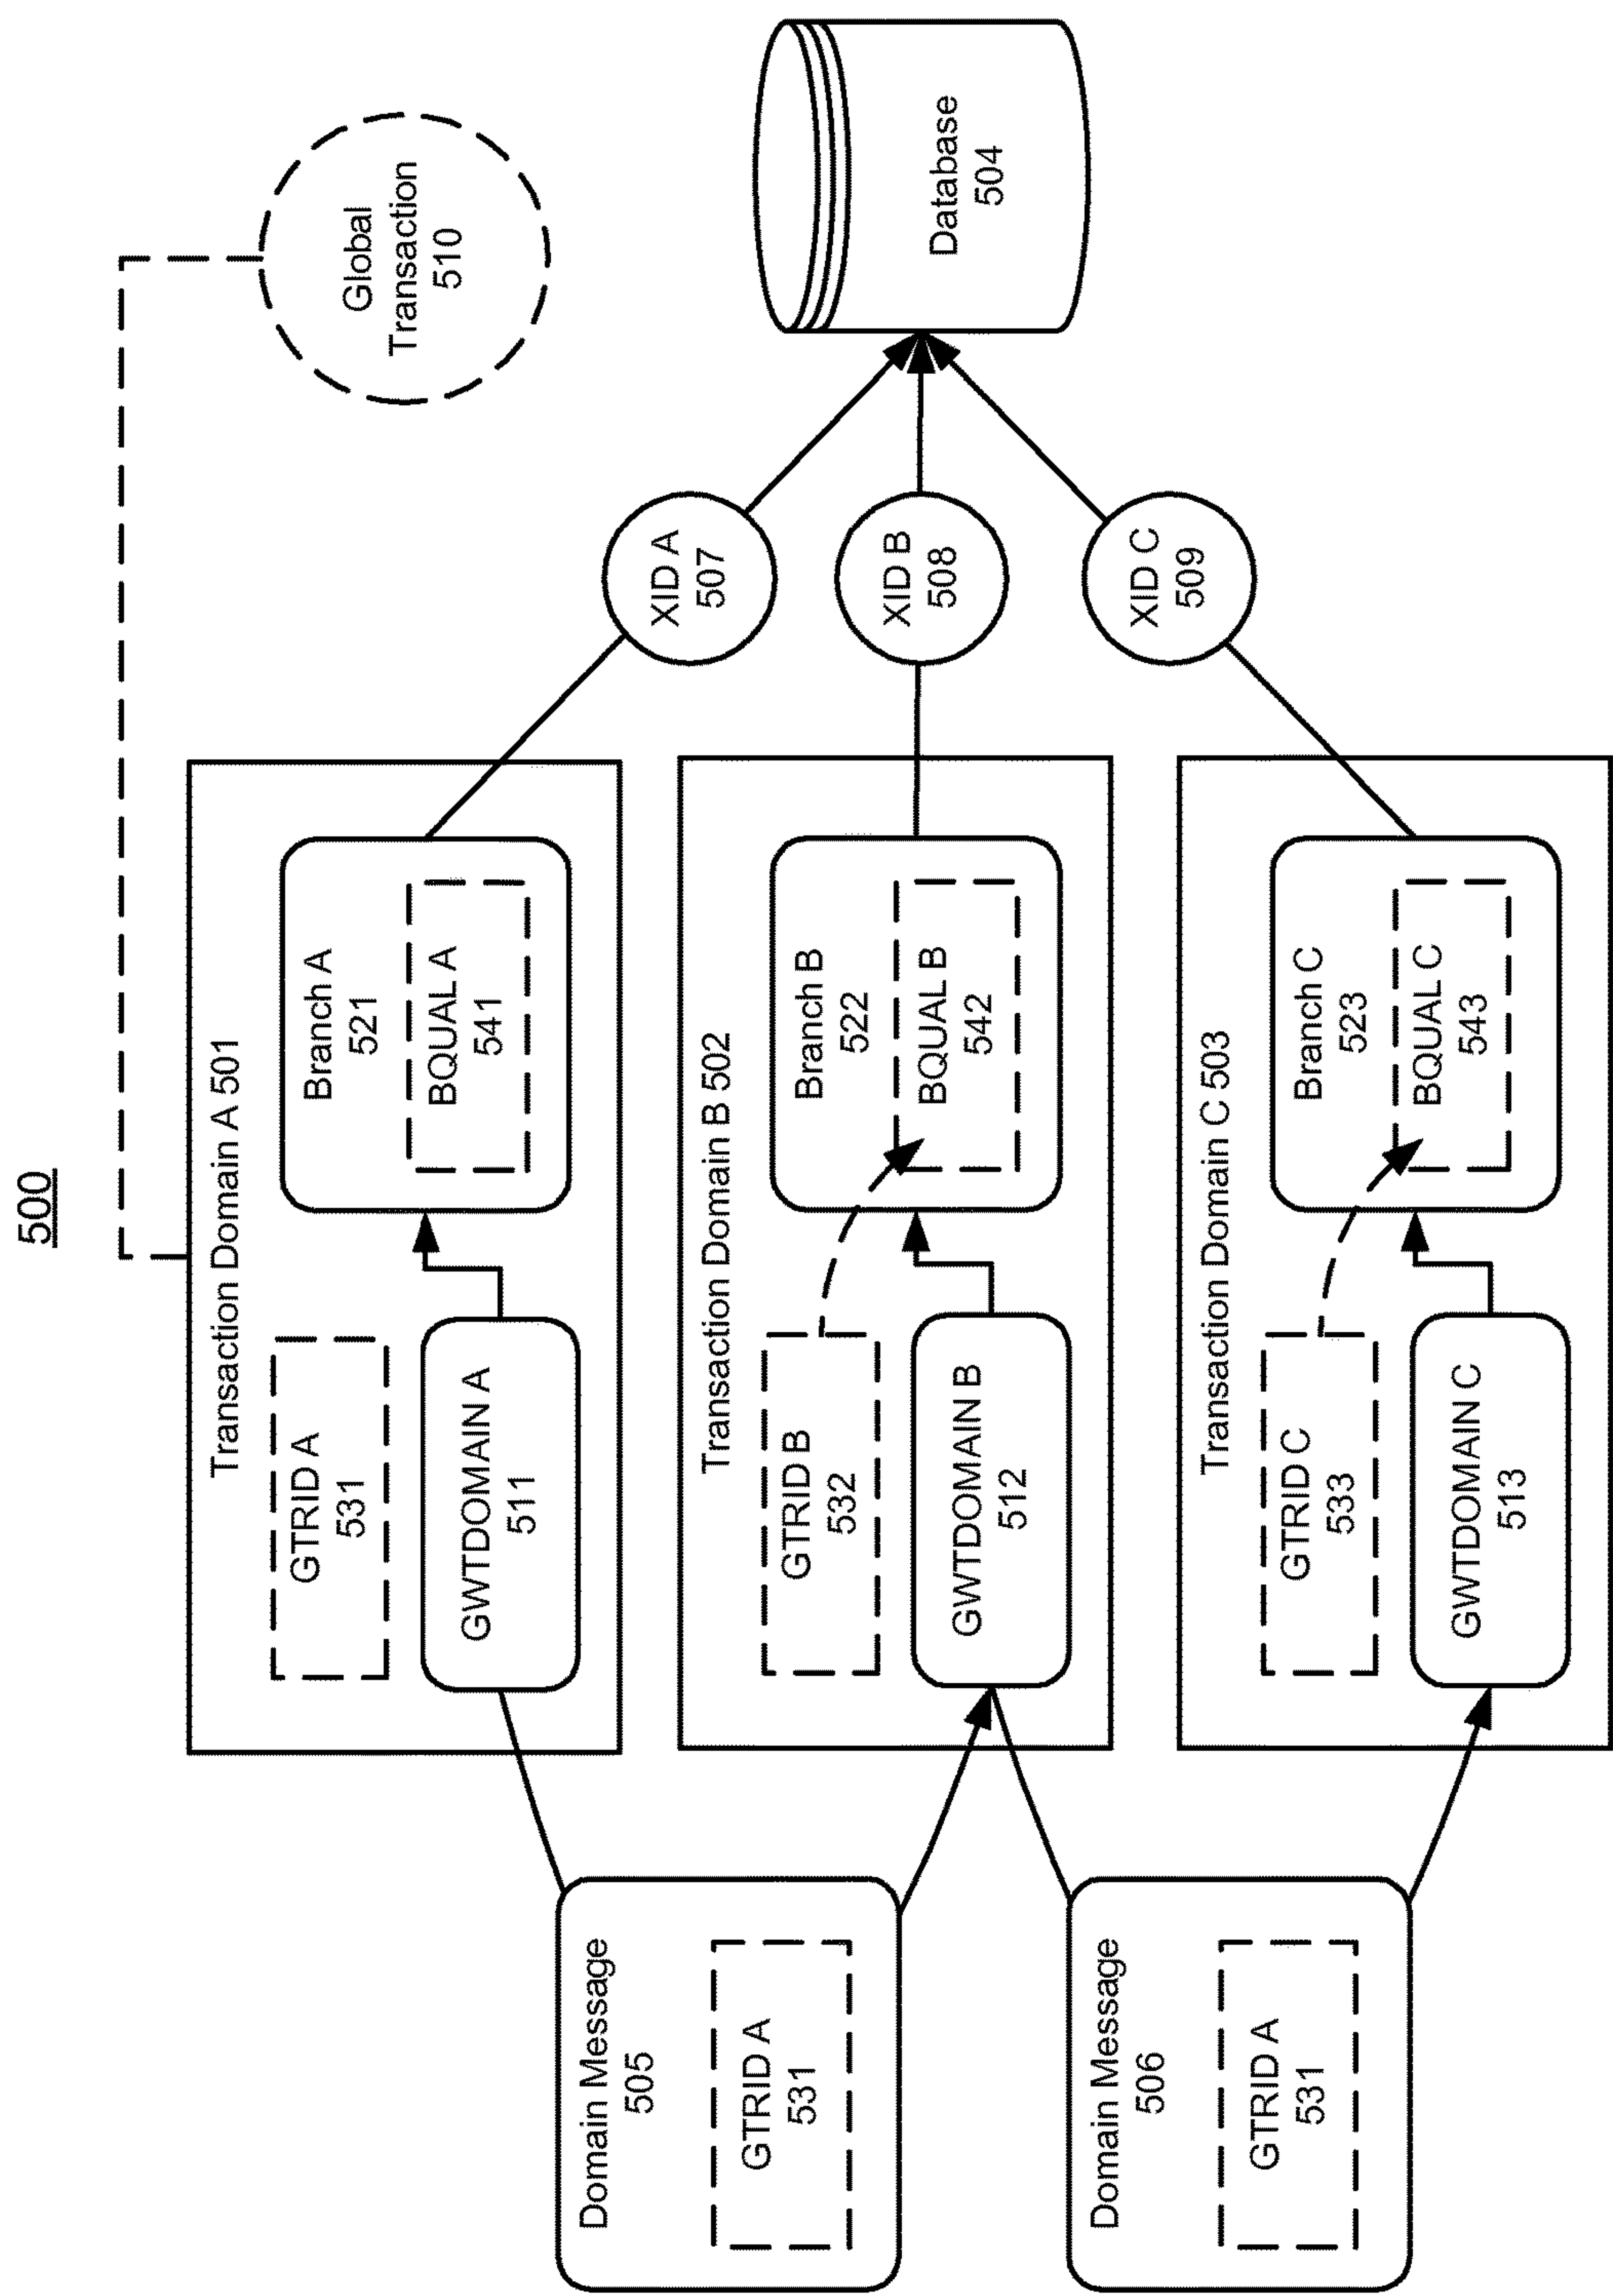 500
Global
Transaction
510
Transaction Domain A 501
GTRID A
531
GWTDOMAIN A
511
Branch A
521
BQUAL A
541
XID A
507
Domain Message
505
GTRID A
531
Transaction Domain B 502
GTRID B
532
GWTDOMAIN B
512
Branch B
522
BQUAL B
542
XID B
508
Database
504
Domain Message
506
GTRID A
531
Transaction Domain C 503
GTRID C
533
GWTDOMAIN C
513
Branch C
523
BQUAL C
543
XID C
509